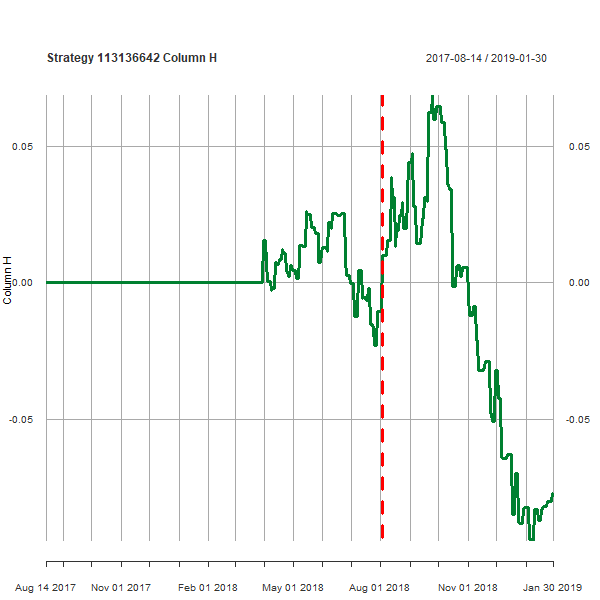 Strategy 113136642 Column H
2017-08-14 / 2019-01-30
0.05
0.05
0.00
0.00
-0.05
-0.05
Column H
Aug 14 2017
Nov 01 2017
Feb 01 2018
May 01 2018
Aug 01 2018
Nov 01 2018
Jan 30 2019